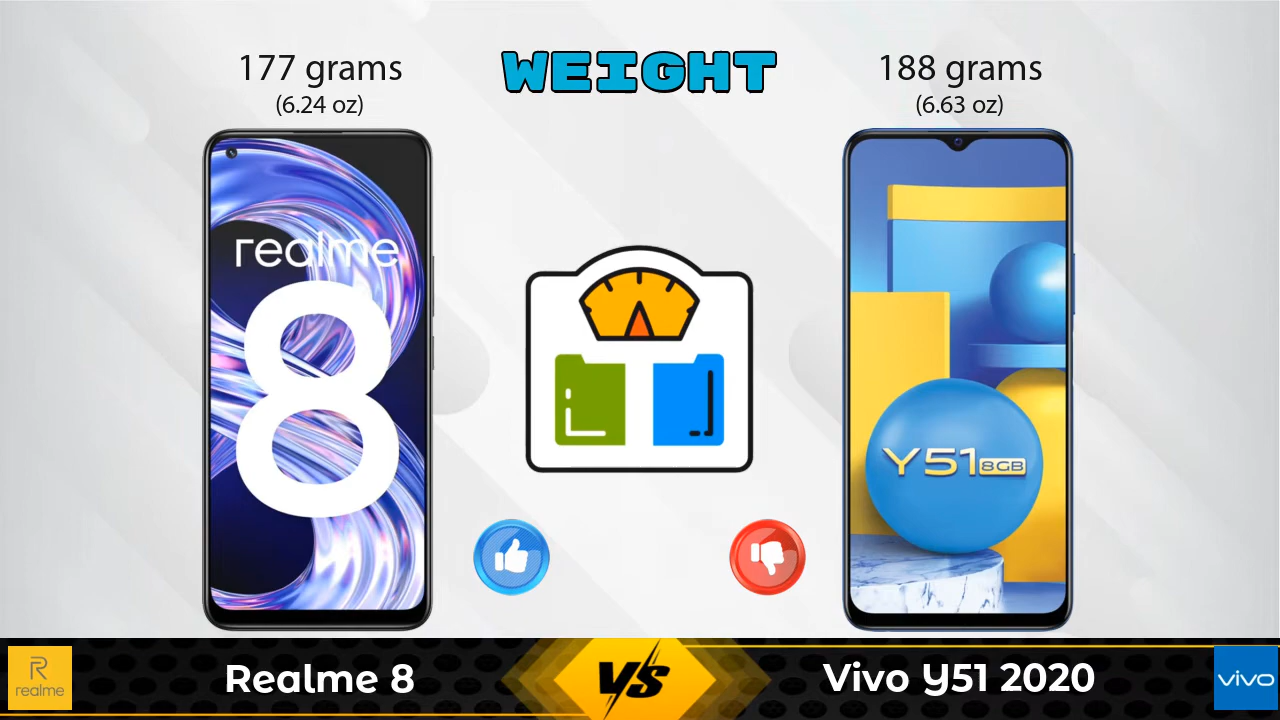 WEIGHT
177 grams
(6.24 oz)
188 grams
(6.63 oz)
realme
8
Y51 8GB
R
realme
Realme 8
VS
Vivo Y51 2020
vivo